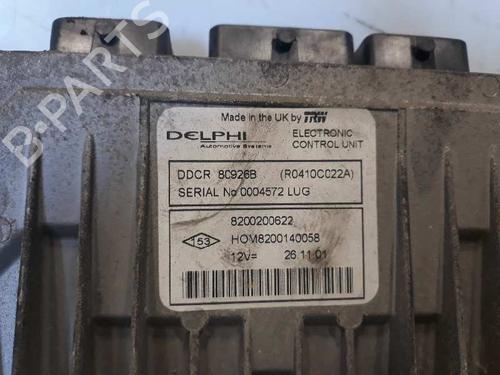 B-PARTS
Made in the UK by TRW
DELPHI
Automotive Systems
ELECTRONIC
CONTROL UNIT
DDCR 80926B (R0410C022A)
SERIAL No 0004572 LUG
8200200622
153
HOM8200140058
12V= 26 11 01